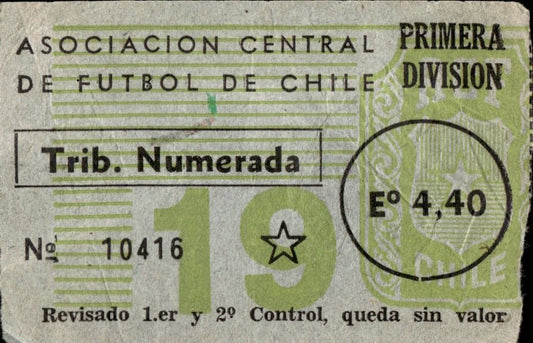 ASOCIACION CENTRAL
DE FUTBOL DE CHILE
PRIMERA
DIVISION
Trib. Numerada
Eº 4,40
Nº 10416
19
CHILE
Revisado 1.er y 2º Control, queda sin valor